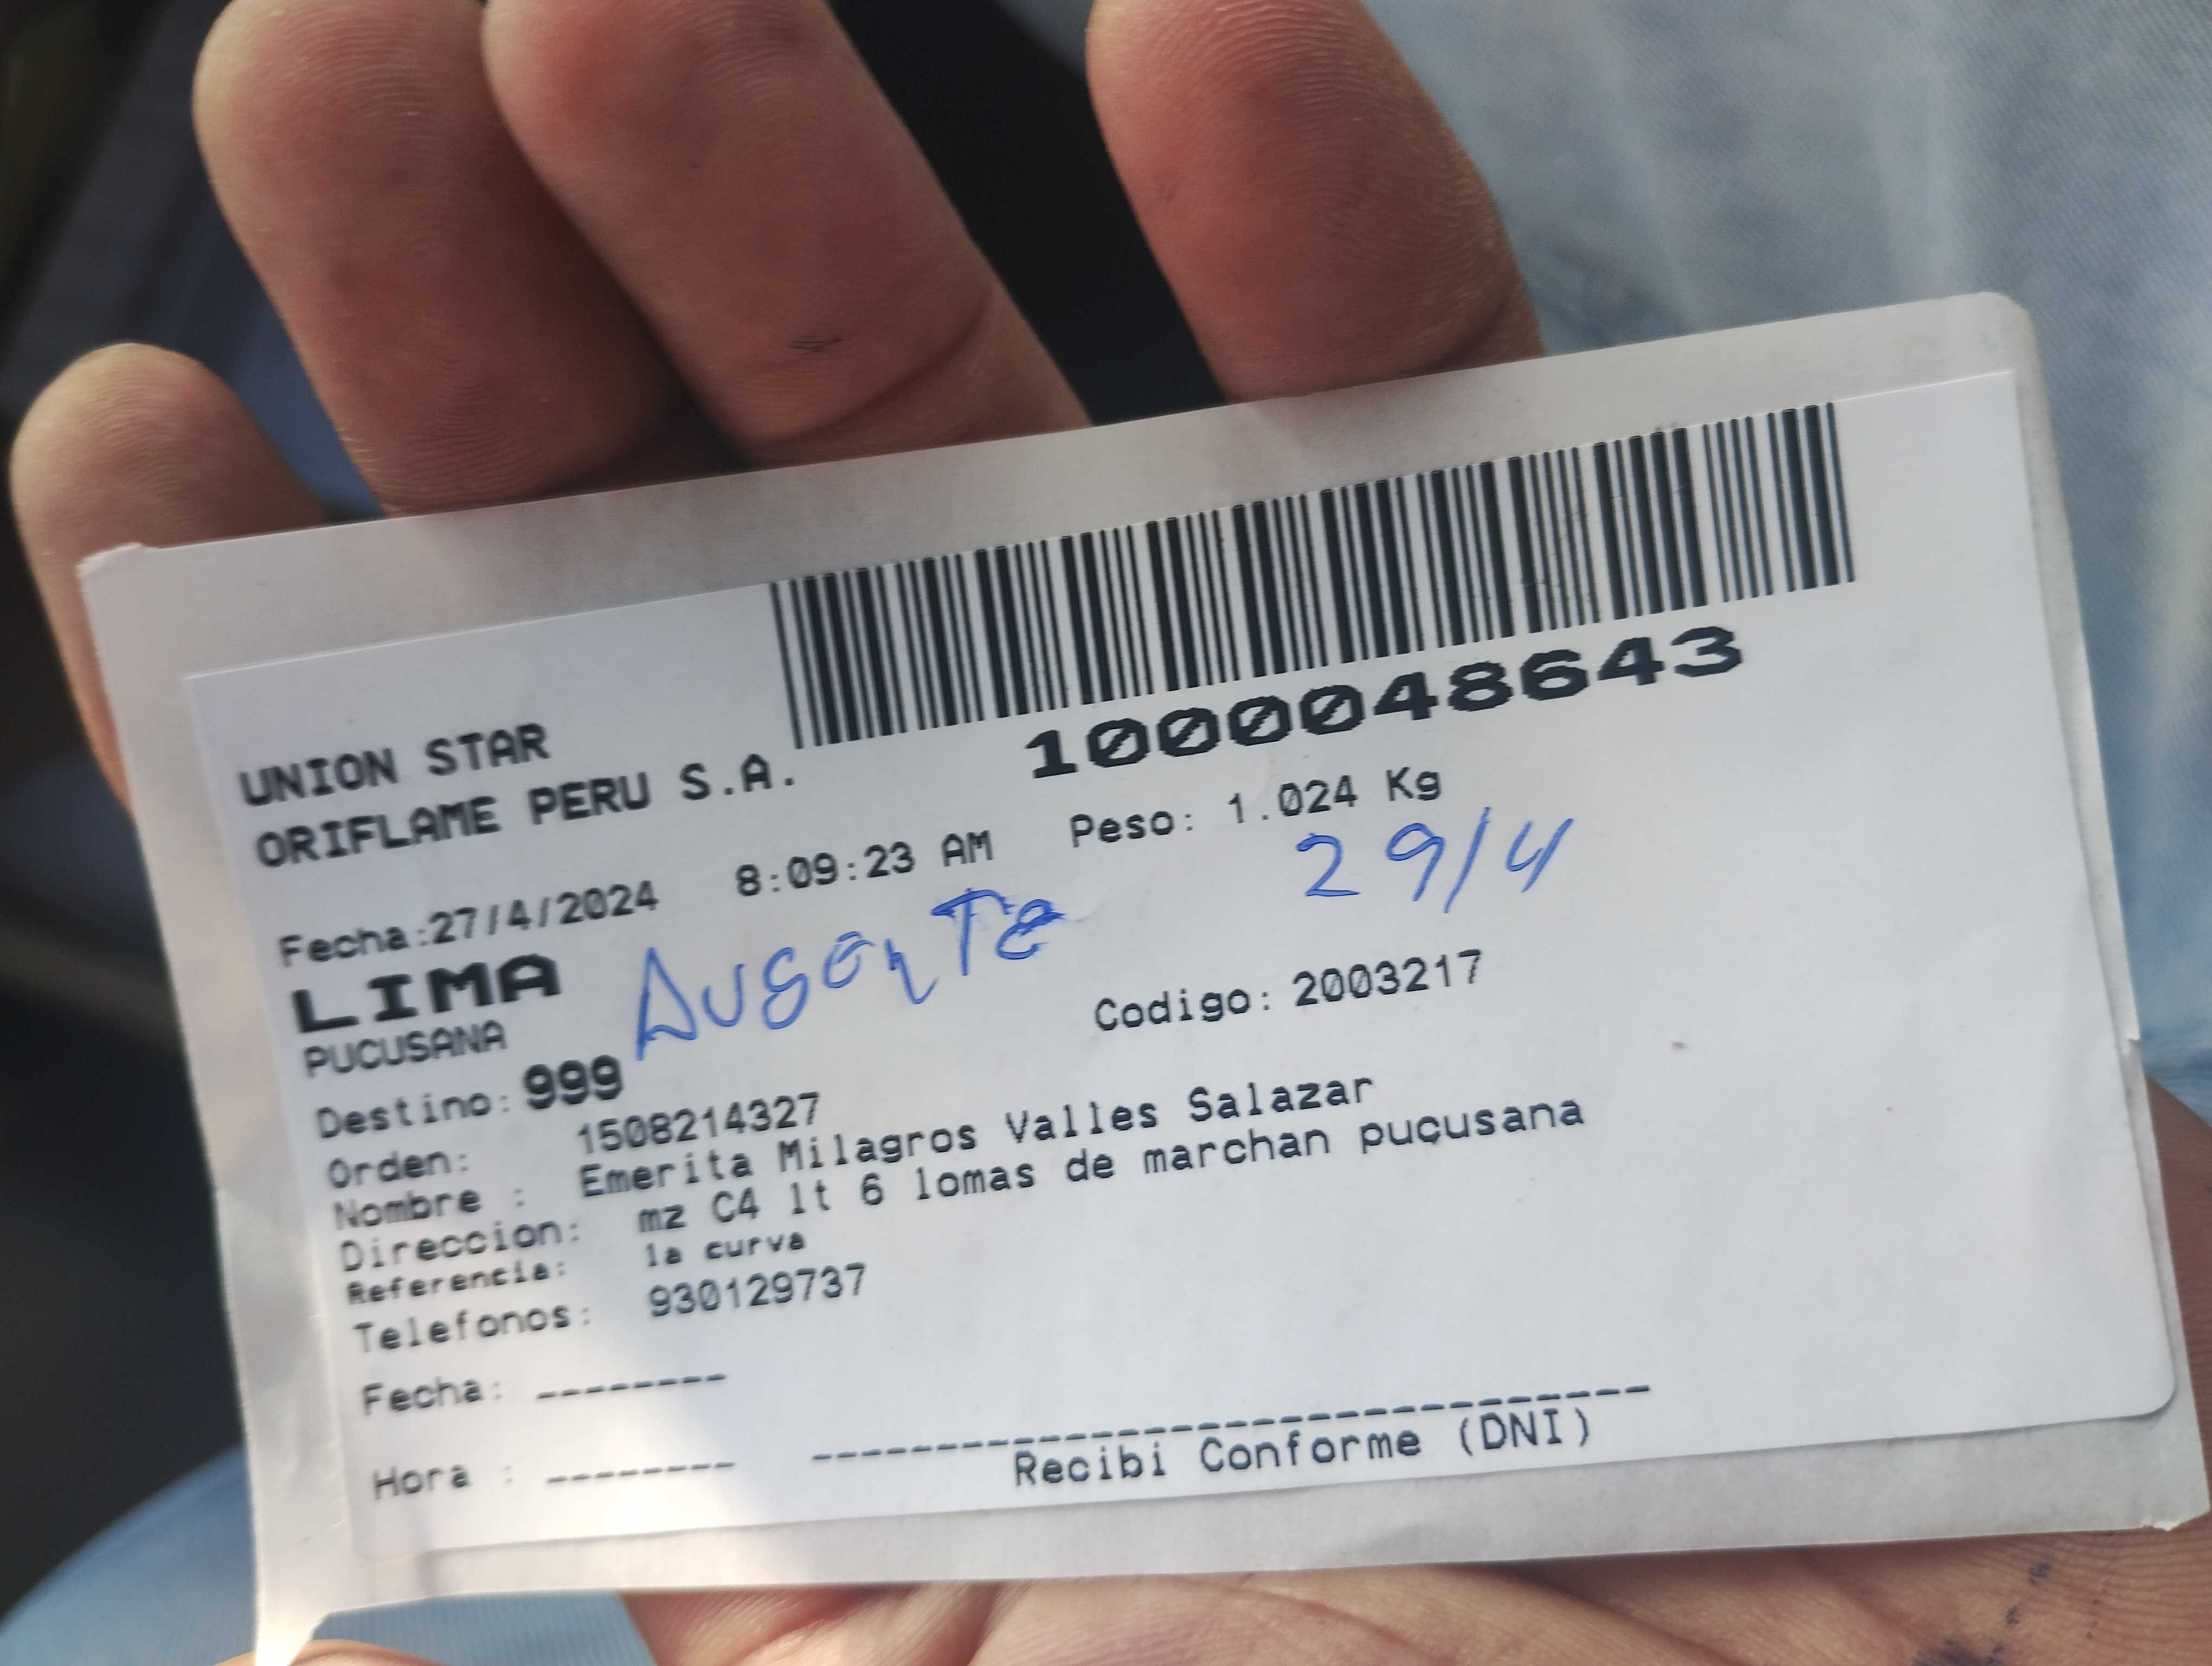 1000048643
UNION STAR
ORIFLAME PERU S.A.
Fecha:27/4/2024 8:09:23 AM Peso: 1.024 Kg
29/4
LIMA AUSENTE
PUCUSANA
Destino: 999 Codigo: 2003217
Orden: 1508214327
Nombre : Emerita Milagros Valles Salazar
Direccion: mz C4 lt 6 lomas de marchan pucusana
Referencia: la curva
Telefonos: 930129737
Fecha: --------
Hora : --------
Recibi Conforme (DNI)